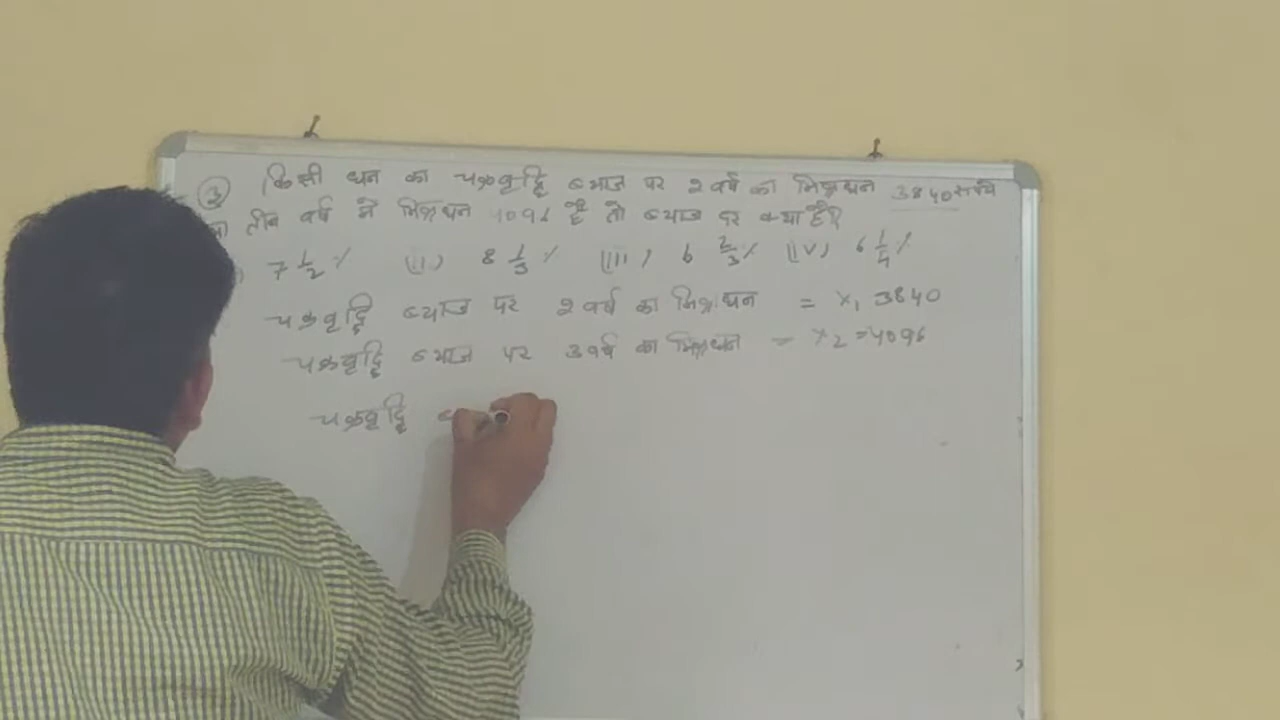 3 किसी धन का चक्रवृद्धि ब्याज पर 2 वर्ष का मिश्रधन 3840 रुपये
तीन वर्ष में मिश्रधन 4096 है तो ब्याज दर क्या है?
7 1/2 % (ii) 8 1/3 % (iii) 6 2/3 % (iv) 6 1/4 %
चक्रवृद्धि ब्याज पर 2 वर्ष का मिश्रधन = x₁ 3840
चक्रवृद्धि ब्याज पर 3 वर्ष का मिश्रधन = x₂ = 4096
चक्रवृद्धि